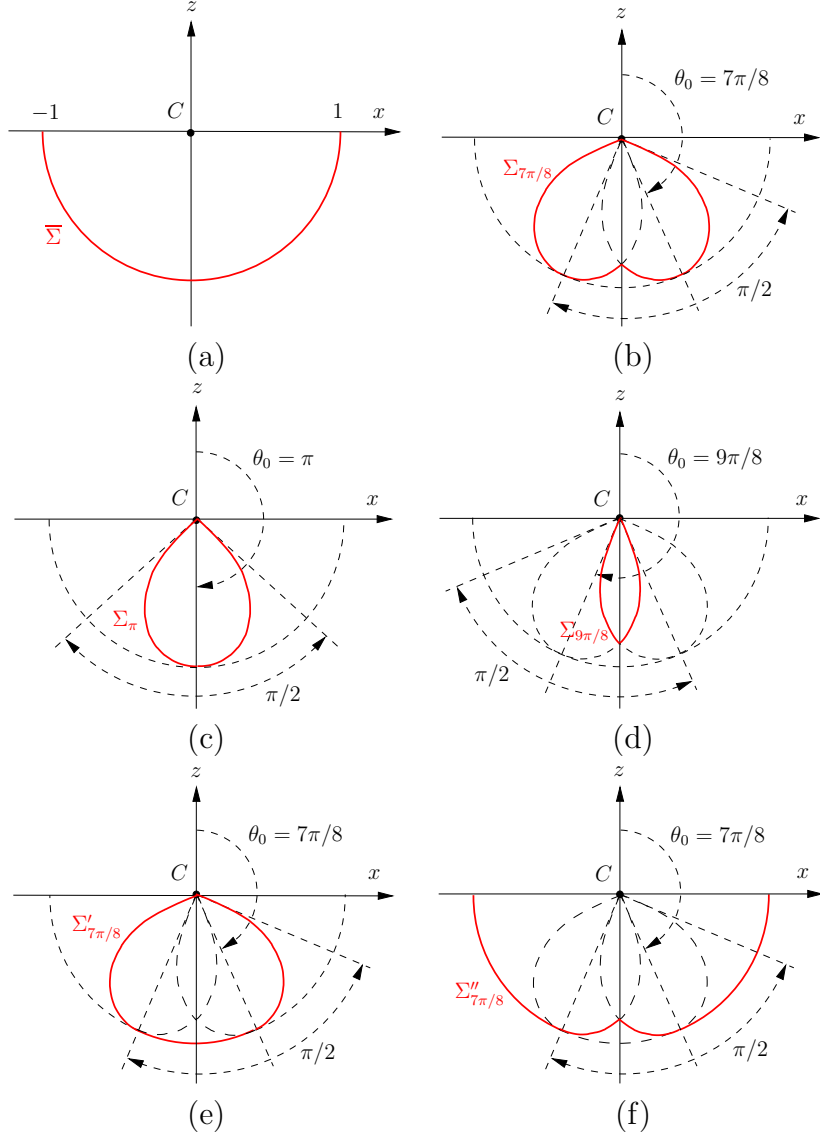 z
C
−1
1
x
Σ̅
(a)
z
θ₀ = 7π/8
C
x
Σ₇π/₈
π/2
(b)
z
θ₀ = π
C
x
Σπ
π/2
(c)
z
θ₀ = 9π/8
C
x
Σ₉π/₈
π/2
(d)
z
θ₀ = 7π/8
C
x
Σ′₇π/₈
π/2
(e)
z
θ₀ = 7π/8
C
x
Σ″₇π/₈
π/2
(f)